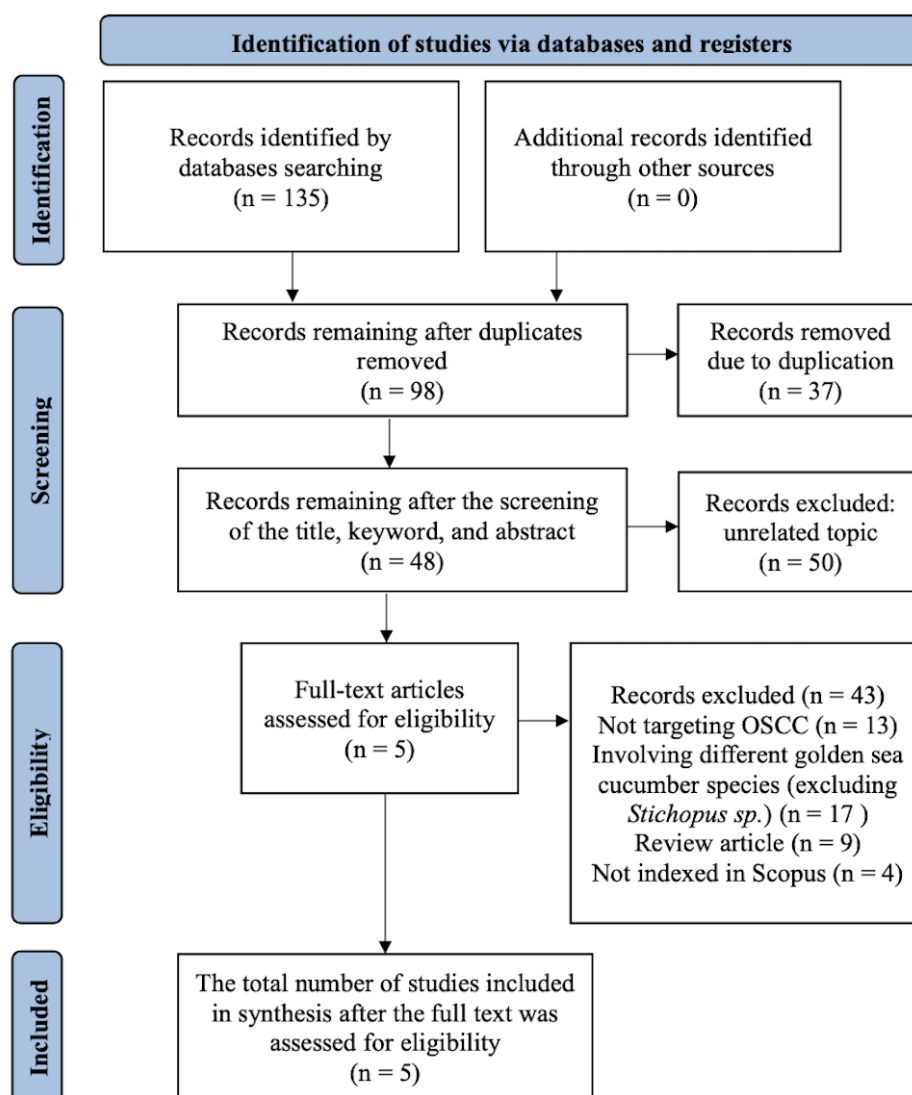 Identification of studies via databases and registers
Identification
Records identified by
databases searching
(n = 135)
Additional records identified
through other sources
(n = 0)
Screening
Records remaining after duplicates
removed
(n = 98)
Records removed
due to duplication
(n = 37)
Records remaining after the screening
of the title, keyword, and abstract
(n = 48)
Records excluded:
unrelated topic
(n = 50)
Eligibility
Full-text articles
assessed for eligibility
(n = 5)
Records excluded (n = 43)
Not targeting OSCC (n = 13)
Involving different golden sea
cucumber species (excluding
Stichopus sp.) (n = 17 )
Review article (n = 9)
Not indexed in Scopus (n = 4)
Included
The total number of studies included
in synthesis after the full text was
assessed for eligibility
(n = 5)